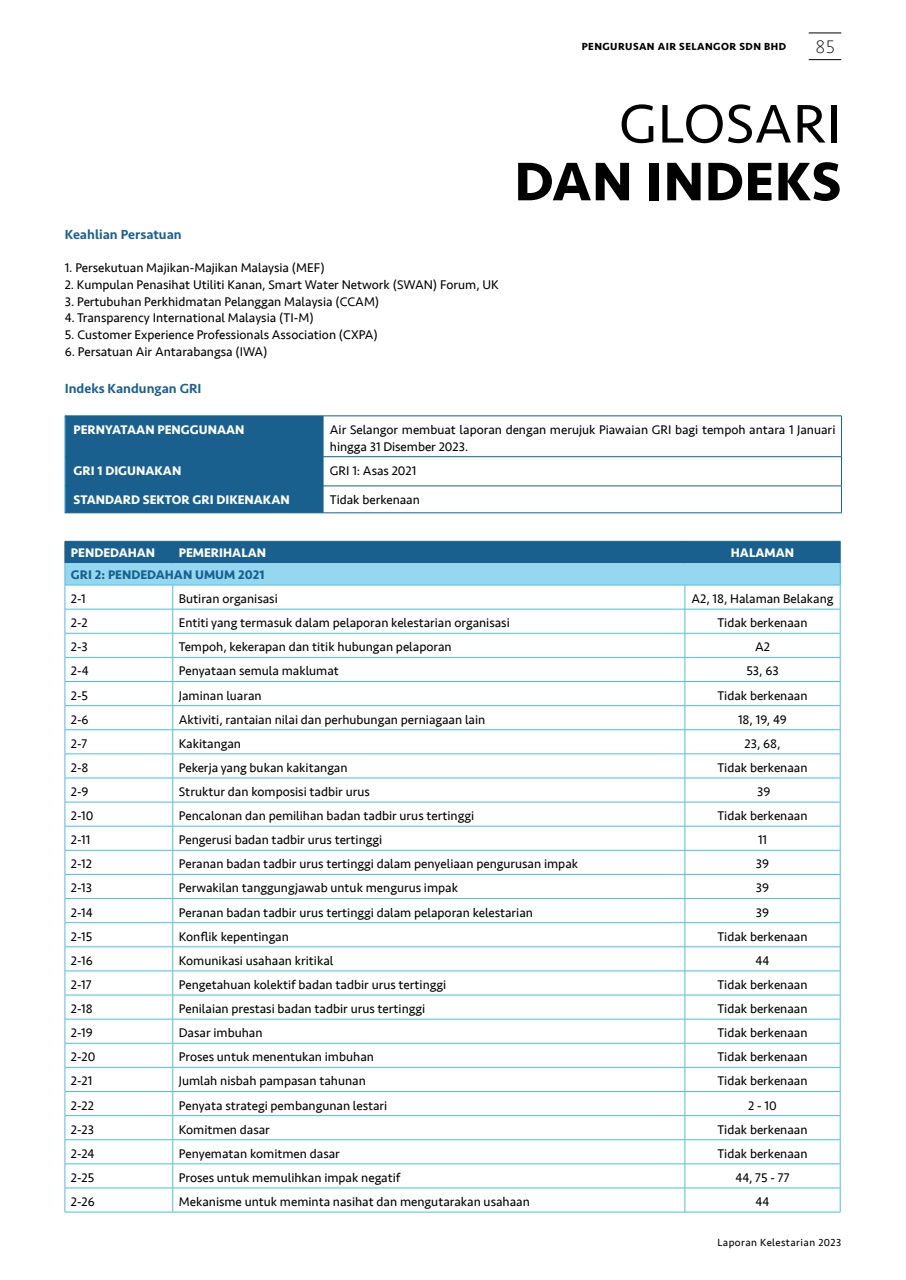 PENGURUSAN AIR SELANGOR SDN BHD 85
GLOSARI
DAN INDEKS
Keahlian Persatuan
1. Persekutuan Majikan-Majikan Malaysia (MEF)
2. Kumpulan Penasihat Utiliti Kanan, Smart Water Network (SWAN) Forum, UK
3. Pertubuhan Perkhidmatan Pelanggan Malaysia (CCAM)
4. Transparency International Malaysia (TI-M)
5. Customer Experience Professionals Association (CXPA)
6. Persatuan Air Antarabangsa (IWA)
Indeks Kandungan GRI
PERNYATAAN PENGGUNAAN Air Selangor membuat laporan dengan merujuk Piawaian GRI bagi tempoh antara 1 Januari
hingga 31 Disember 2023.
GRI 1 DIGUNAKAN GRI 1: Asas 2021
STANDARD SEKTOR GRI DIKENAKAN Tidak berkenaan
PENDEDAHAN PEMERIHALAN HALAMAN
GRI 2: PENDEDAHAN UMUM 2021
2-1 Butiran organisasi A2, 18, Halaman Belakang
2-2 Entiti yang termasuk dalam pelaporan kelestarian organisasi Tidak berkenaan
2-3 Tempoh, kekerapan dan titik hubungan pelaporan A2
2-4 Penyataan semula maklumat 53, 63
2-5 Jaminan luaran Tidak berkenaan
2-6 Aktiviti, rantaian nilai dan perhubungan perniagaan lain 18, 19, 49
2-7 Kakitangan 23, 68,
2-8 Pekerja yang bukan kakitangan Tidak berkenaan
2-9 Struktur dan komposisi tadbir urus 39
2-10 Pencalonan dan pemilihan badan tadbir urus tertinggi Tidak berkenaan
2-11 Pengerusi badan tadbir urus tertinggi 11
2-12 Peranan badan tadbir urus tertinggi dalam penyeliaan pengurusan impak 39
2-13 Perwakilan tanggungjawab untuk mengurus impak 39
2-14 Peranan badan tadbir urus tertinggi dalam pelaporan kelestarian 39
2-15 Konflik kepentingan Tidak berkenaan
2-16 Komunikasi usahaan kritikal 44
2-17 Pengetahuan kolektif badan tadbir urus tertinggi Tidak berkenaan
2-18 Penilaian prestasi badan tadbir urus tertinggi Tidak berkenaan
2-19 Dasar imbuhan Tidak berkenaan
2-20 Proses untuk menentukan imbuhan Tidak berkenaan
2-21 Jumlah nisbah pampasan tahunan Tidak berkenaan
2-22 Penyata strategi pembangunan lestari 2 - 10
2-23 Komitmen dasar Tidak berkenaan
2-24 Penyematan komitmen dasar Tidak berkenaan
2-25 Proses untuk memulihkan impak negatif 44, 75 - 77
2-26 Mekanisme untuk meminta nasihat dan mengutarakan usahaan 44
Laporan Kelestarian 2023